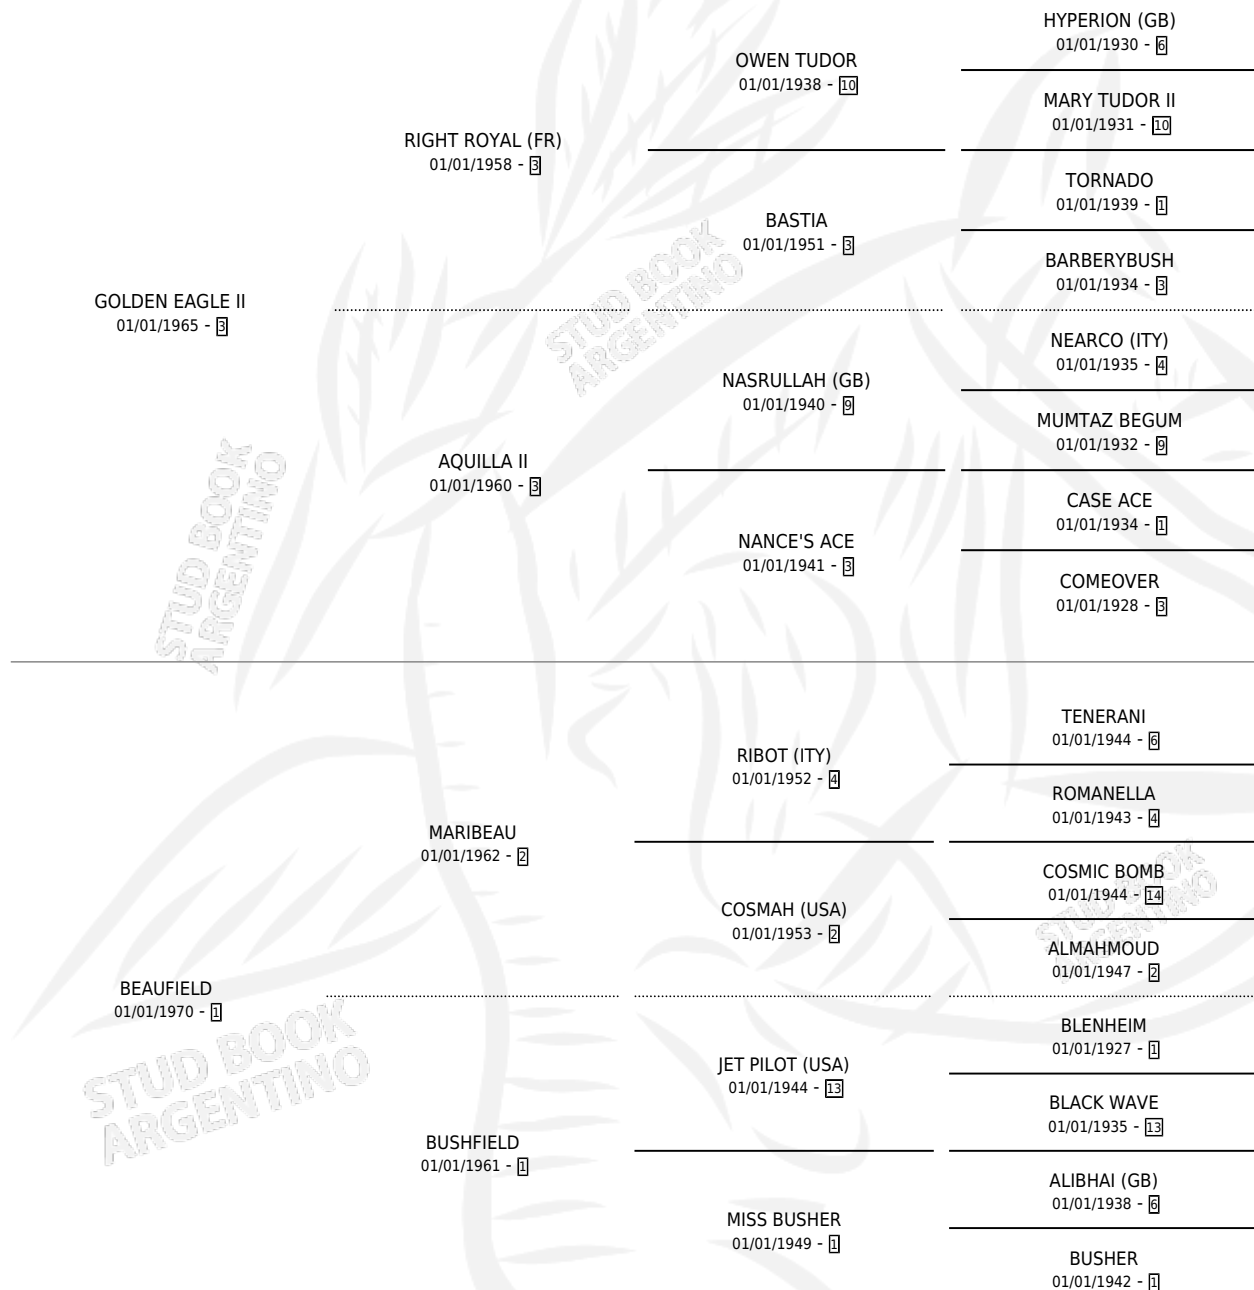 HYPERION (GB)
01/01/1930 - 6
OWEN TUDOR
01/01/1938 - 10
MARY TUDOR II
01/01/1931 - 10
RIGHT ROYAL (FR)
01/01/1958 - 3
TORNADO
01/01/1939 - 1
BASTIA
01/01/1951 - 3
BARBERYBUSH
01/01/1934 - 3
GOLDEN EAGLE II
01/01/1965 - 3
STUD BOOK
ARGENTINO
NEARCO (ITY)
01/01/1935 - 4
NASRULLAH (GB)
01/01/1940 - 9
MUMTAZ BEGUM
01/01/1932 - 9
AQUILLA II
01/01/1960 - 3
CASE ACE
01/01/1934 - 1
NANCE'S ACE
01/01/1941 - 3
COMEOVER
01/01/1928 - 3
STUD BOOK
ARGENTINO
TENERANI
01/01/1944 - 6
RIBOT (ITY)
01/01/1952 - 4
ROMANELLA
01/01/1943 - 4
MARIBEAU
01/01/1962 - 2
COSMIC BOMB
01/01/1944 - 14
COSMAH (USA)
01/01/1953 - 2
STUD BOOK
ARGENTINO
ALMAHMOUD
01/01/1947 - 2
BEAUFIELD
01/01/1970 - 1
BLENHEIM
01/01/1927 - 1
JET PILOT (USA)
01/01/1944 - 13
STUD BOOK
ARGENTINO
BLACK WAVE
01/01/1935 - 13
BUSHFIELD
01/01/1961 - 1
ALIBHAI (GB)
01/01/1938 - 6
MISS BUSHER
01/01/1949 - 1
BUSHER
01/01/1942 - 1